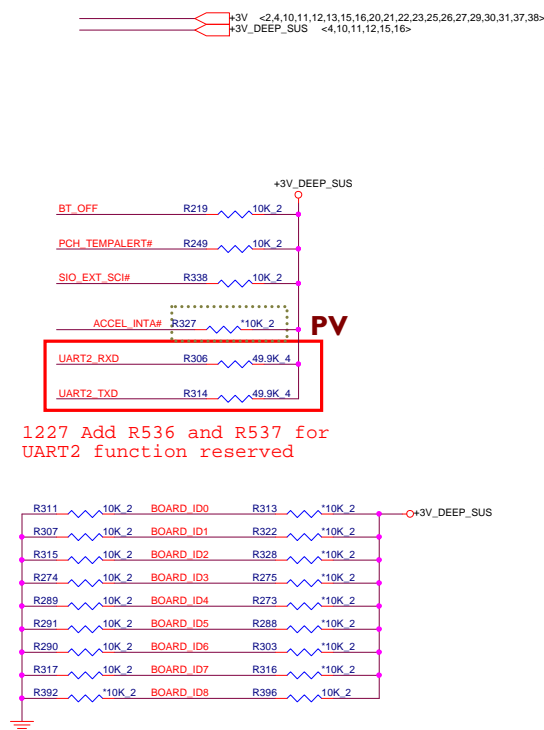 +3V <2,4,10,11,12,13,15,16,20,21,22,23,25,26,27,29,30,31,37,38>
+3V_DEEP_SUS <4,10,11,12,15,16>
+3V_DEEP_SUS
BT_OFF R219 10K_2
PCH_TEMPALERT# R249 10K_2
SIO_EXT_SCI# R338 10K_2
ACCEL_INTA# R327 *10K_2 PV
UART2_RXD R306 49.9K_4
UART2_TXD R314 49.9K_4
1227 Add R536 and R537 for
UART2 function reserved
R311 10K_2 BOARD_ID0 R313 *10K_2 +3V_DEEP_SUS
R307 10K_2 BOARD_ID1 R322 *10K_2
R315 10K_2 BOARD_ID2 R328 *10K_2
R274 10K_2 BOARD_ID3 R275 *10K_2
R289 10K_2 BOARD_ID4 R273 *10K_2
R291 10K_2 BOARD_ID5 R288 *10K_2
R290 10K_2 BOARD_ID6 R303 *10K_2
R317 10K_2 BOARD_ID7 R316 *10K_2
R392 *10K_2 BOARD_ID8 R396 10K_2